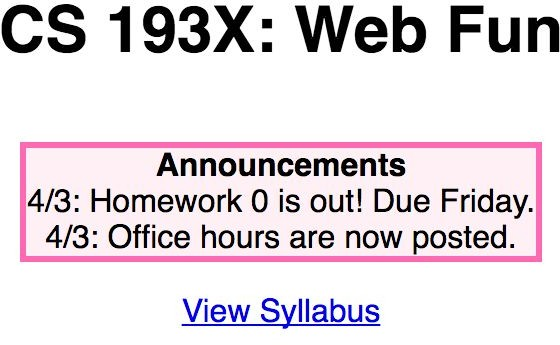 CS 193X: Web Fun
Announcements
4/3: Homework 0 is out! Due Friday.
4/3: Office hours are now posted.
View Syllabus